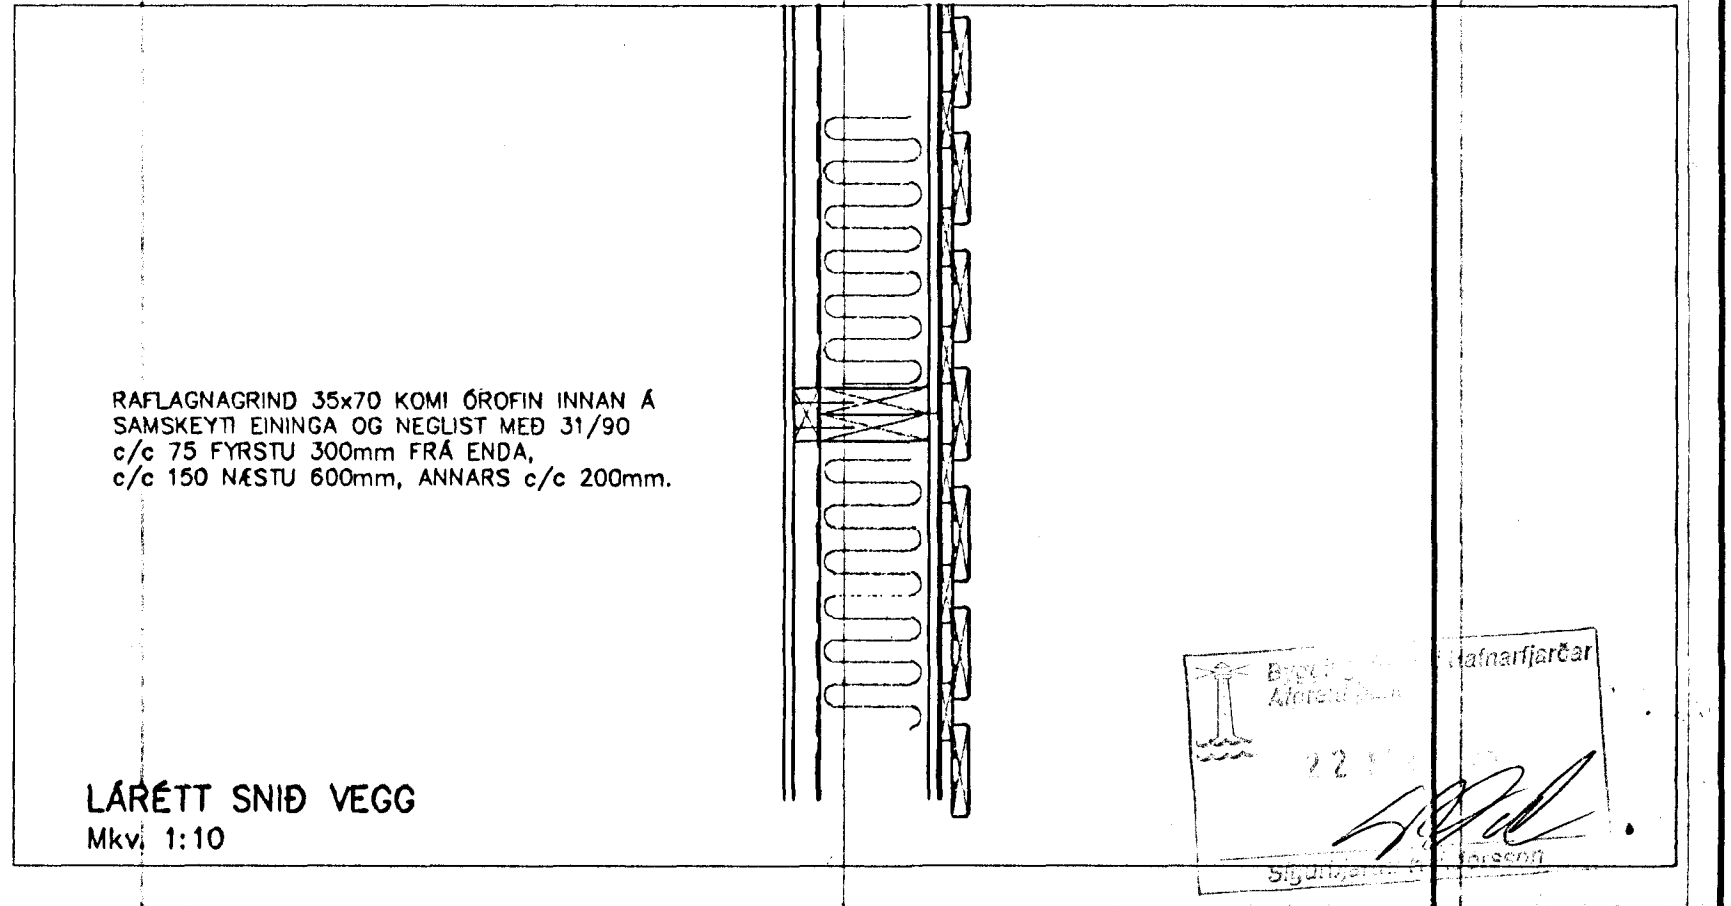 RAFLAGNAGRIND 35x70 KOMI ÓROFIN INNAN Á
SAMSKEYTI EININGA OG NEGLIST MEÐ 31/90
c/c 75 FYRSTU 300mm FRÁ ENDA,
c/c 150 NÆSTU 600mm, ANNARS c/c 200mm.
LÁRÉTT SNIÐ VEGG
Mkv. 1:10
Hafnarfjarðar
22